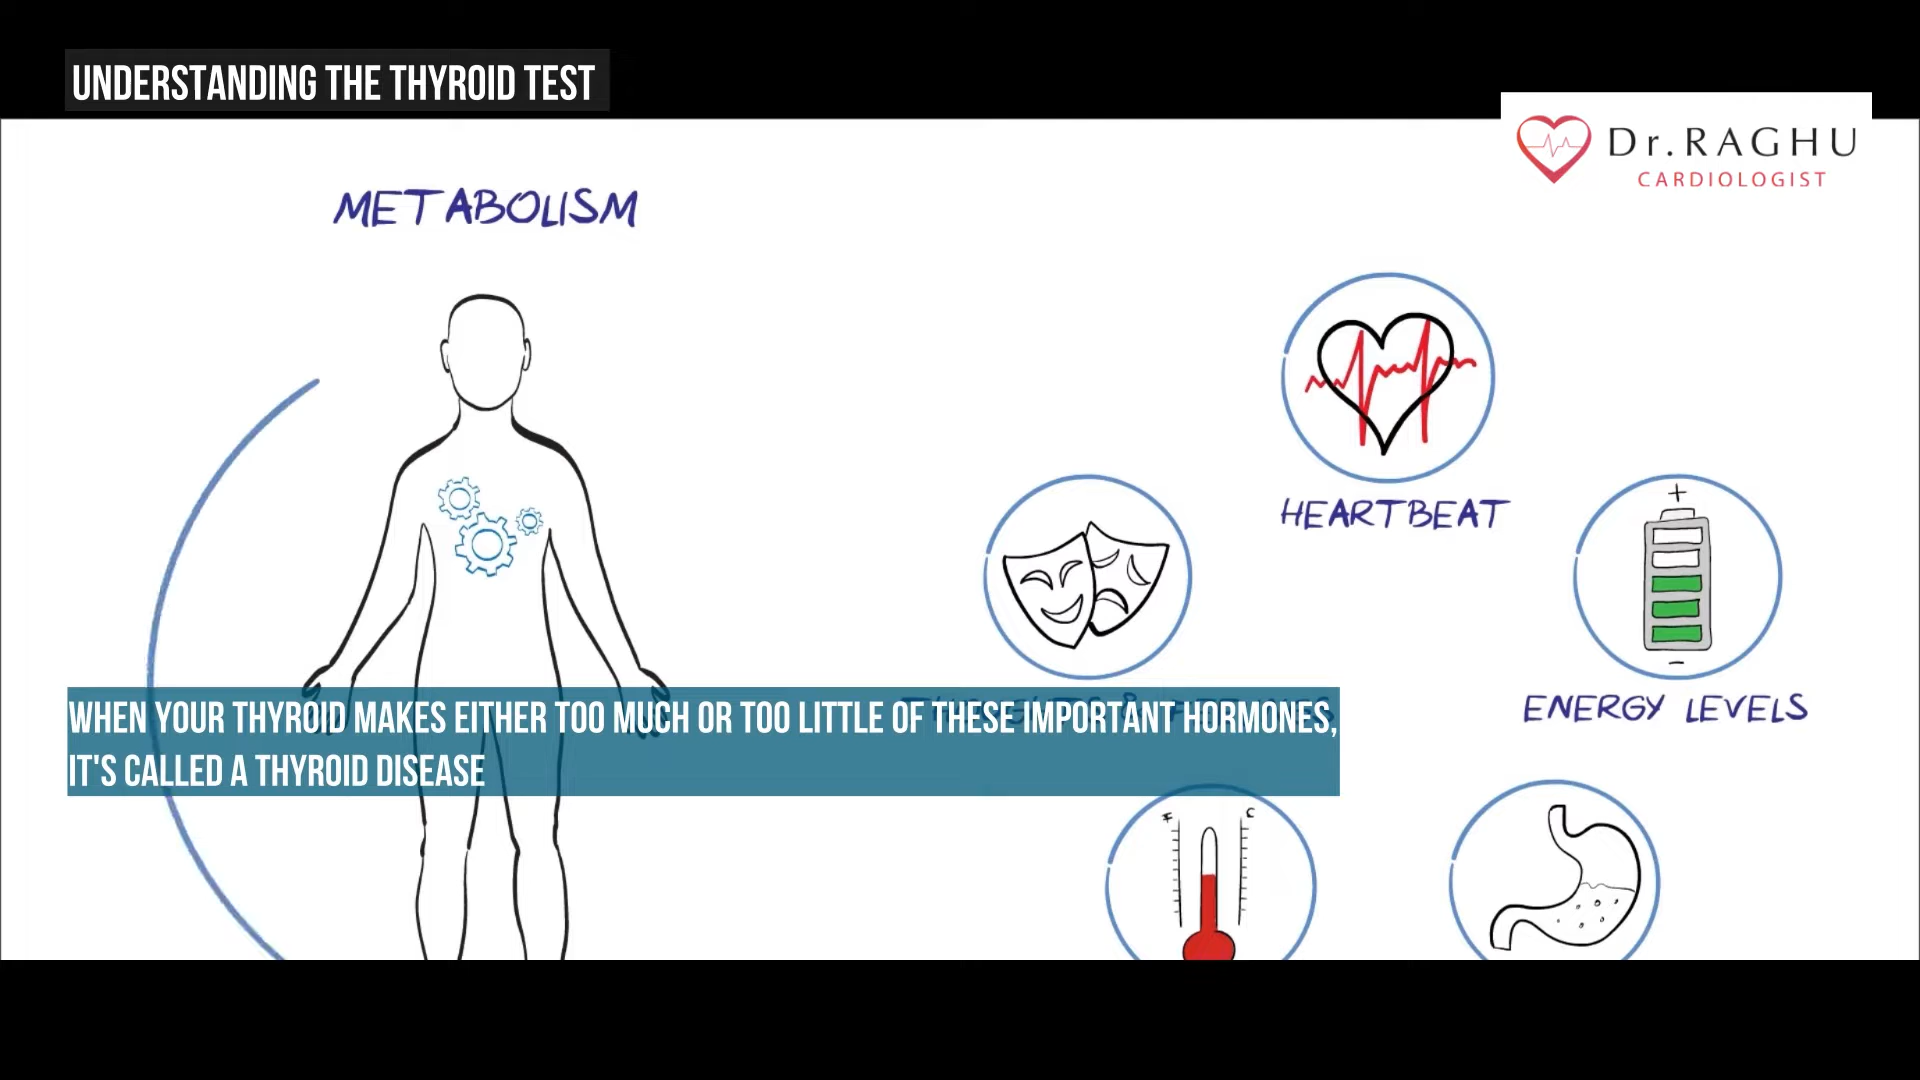 UNDERSTANDING THE THYROID TEST
Dr.RAGHU
CARDIOLOGIST
METABOLISM
HEARTBEAT
+
-
ENERGY LEVELS
WHEN YOUR THYROID MAKES EITHER TOO MUCH OR TOO LITTLE OF THESE IMPORTANT HORMONES,
IT'S CALLED A THYROID DISEASE
F C